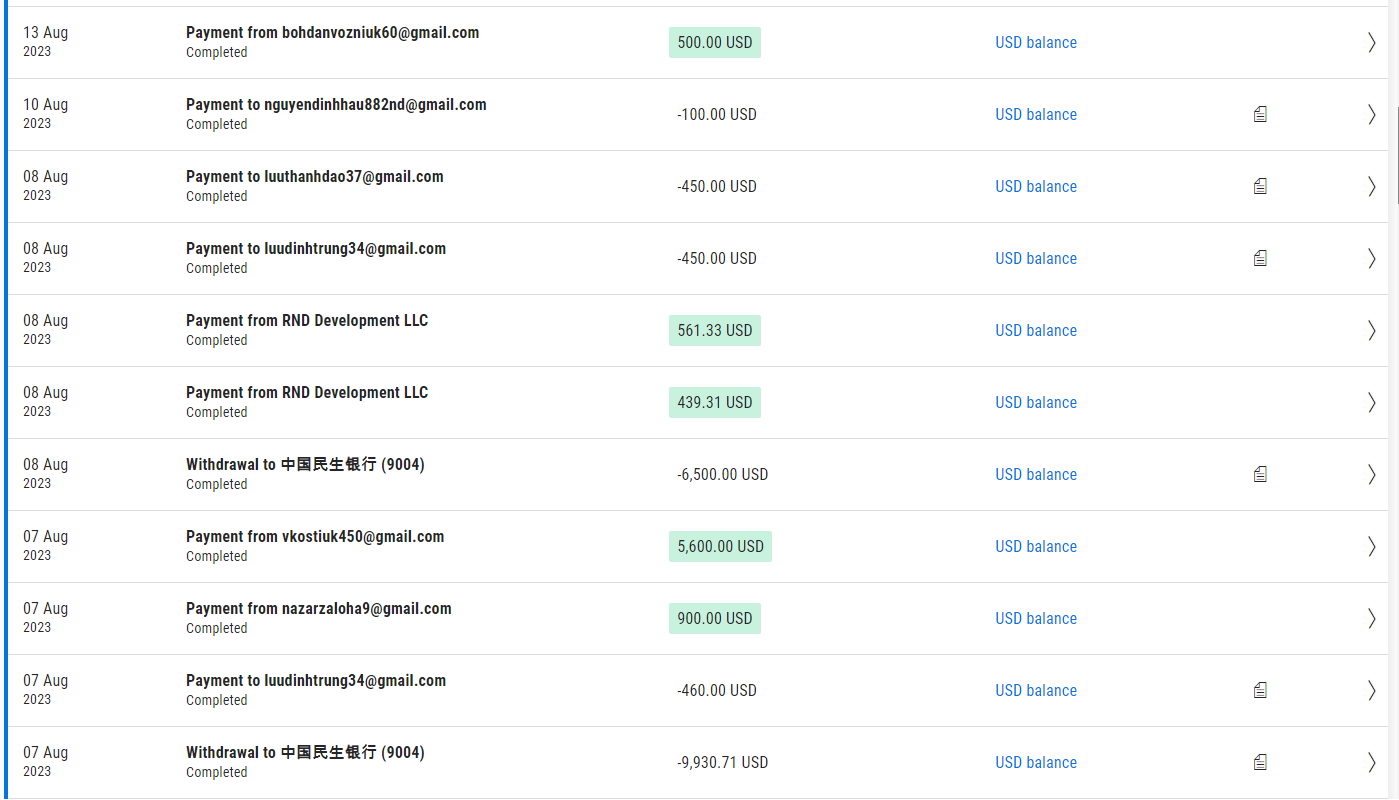 13 Aug
2023
Payment from bohdanvozniuk60@gmail.com
Completed
500.00 USD
USD balance
10 Aug
2023
Payment to nguyendinhhau882nd@gmail.com
Completed
-100.00 USD
USD balance
08 Aug
2023
Payment to luuthanhdao37@gmail.com
Completed
-450.00 USD
USD balance
08 Aug
2023
Payment to luudinhtrung34@gmail.com
Completed
-450.00 USD
USD balance
08 Aug
2023
Payment from RND Development LLC
Completed
561.33 USD
USD balance
08 Aug
2023
Payment from RND Development LLC
Completed
439.31 USD
USD balance
08 Aug
2023
Withdrawal to 中国民生银行 (9004)
Completed
-6,500.00 USD
USD balance
07 Aug
2023
Payment from vkostiuk450@gmail.com
Completed
5,600.00 USD
USD balance
07 Aug
2023
Payment from nazarzaloha9@gmail.com
Completed
900.00 USD
USD balance
07 Aug
2023
Payment to luudinhtrung34@gmail.com
Completed
-460.00 USD
USD balance
07 Aug
2023
Withdrawal to 中国民生银行 (9004)
Completed
-9,930.71 USD
USD balance